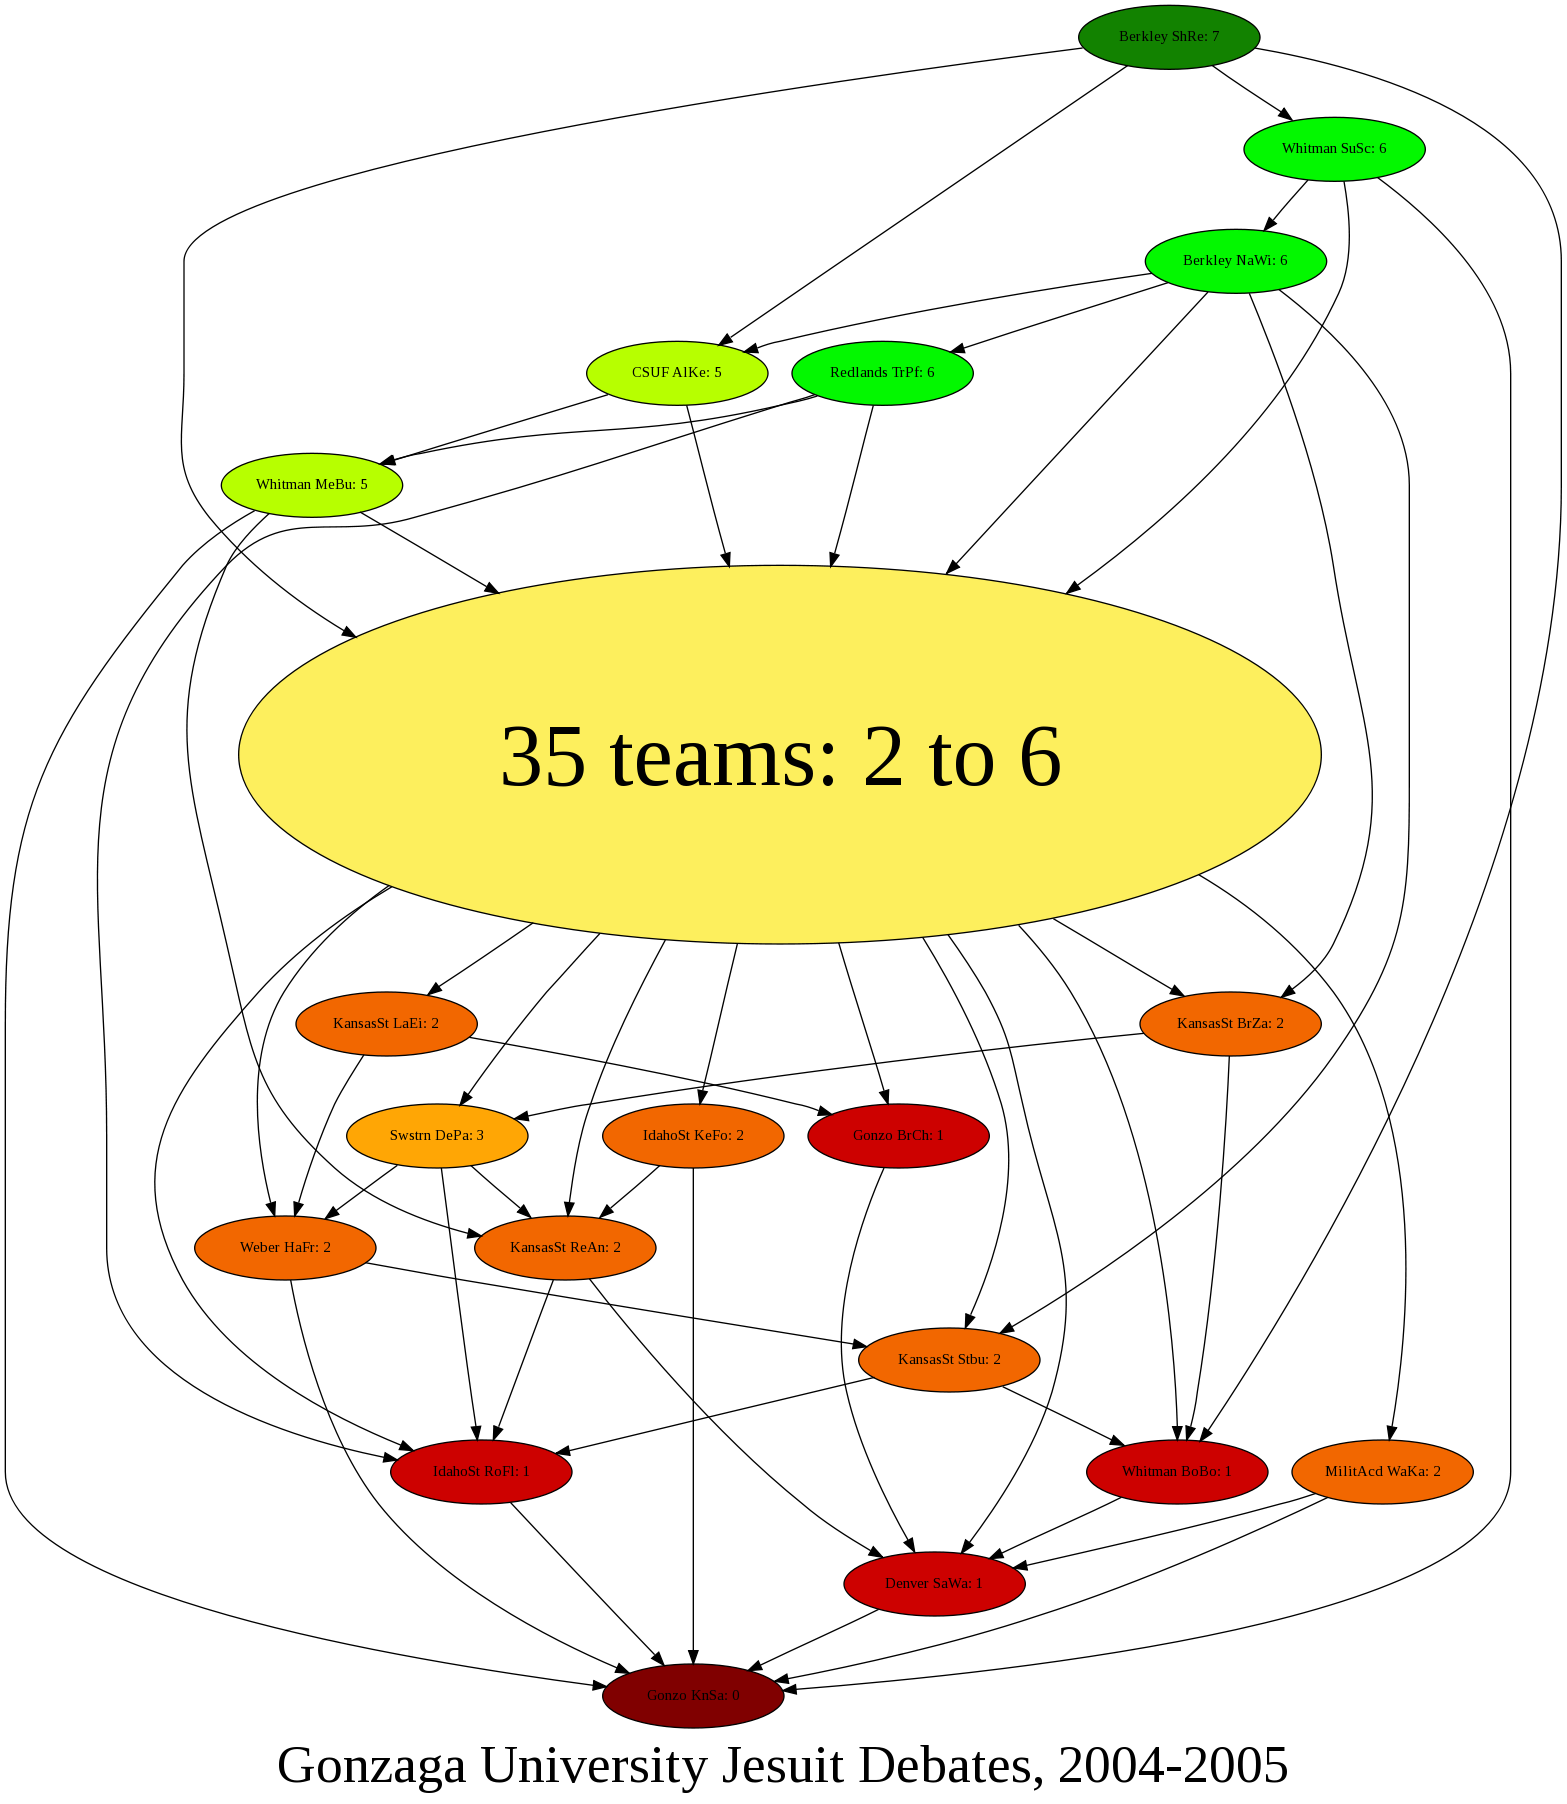 Berkley ShRe: 7
Whitman SuSc: 6
Berkley NaWi: 6
CSUF AlKe: 5
Redlands TrPf: 6
Whitman MeBu: 5
35 teams: 2 to 6
KansasSt LaEi: 2
KansasSt BrZa: 2
Swstrn DePa: 3
IdahoSt KeFo: 2
Gonzo BrCh: 1
Weber HaFr: 2
KansasSt ReAn: 2
KansasSt Stbu: 2
IdahoSt RoFl: 1
Whitman BoBo: 1
MilitAcd WaKa: 2
Denver SaWa: 1
Gonzo KnSa: 0
Gonzaga University Jesuit Debates, 2004-2005